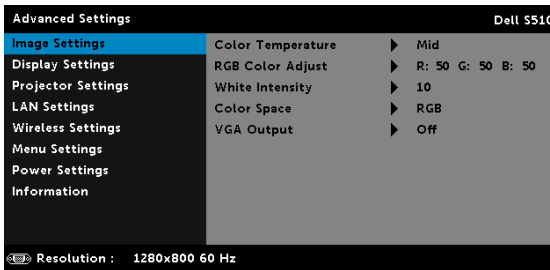 Advanced Settings Dell S510
Image Settings Color Temperature Mid
Display Settings RGB Color Adjust R: 50 G: 50 B: 50
Projector Settings White Intensity 10
LAN Settings Color Space RGB
Wireless Settings VGA Output Off
Menu Settings
Power Settings
Information
Resolution : 1280x800 60 Hz